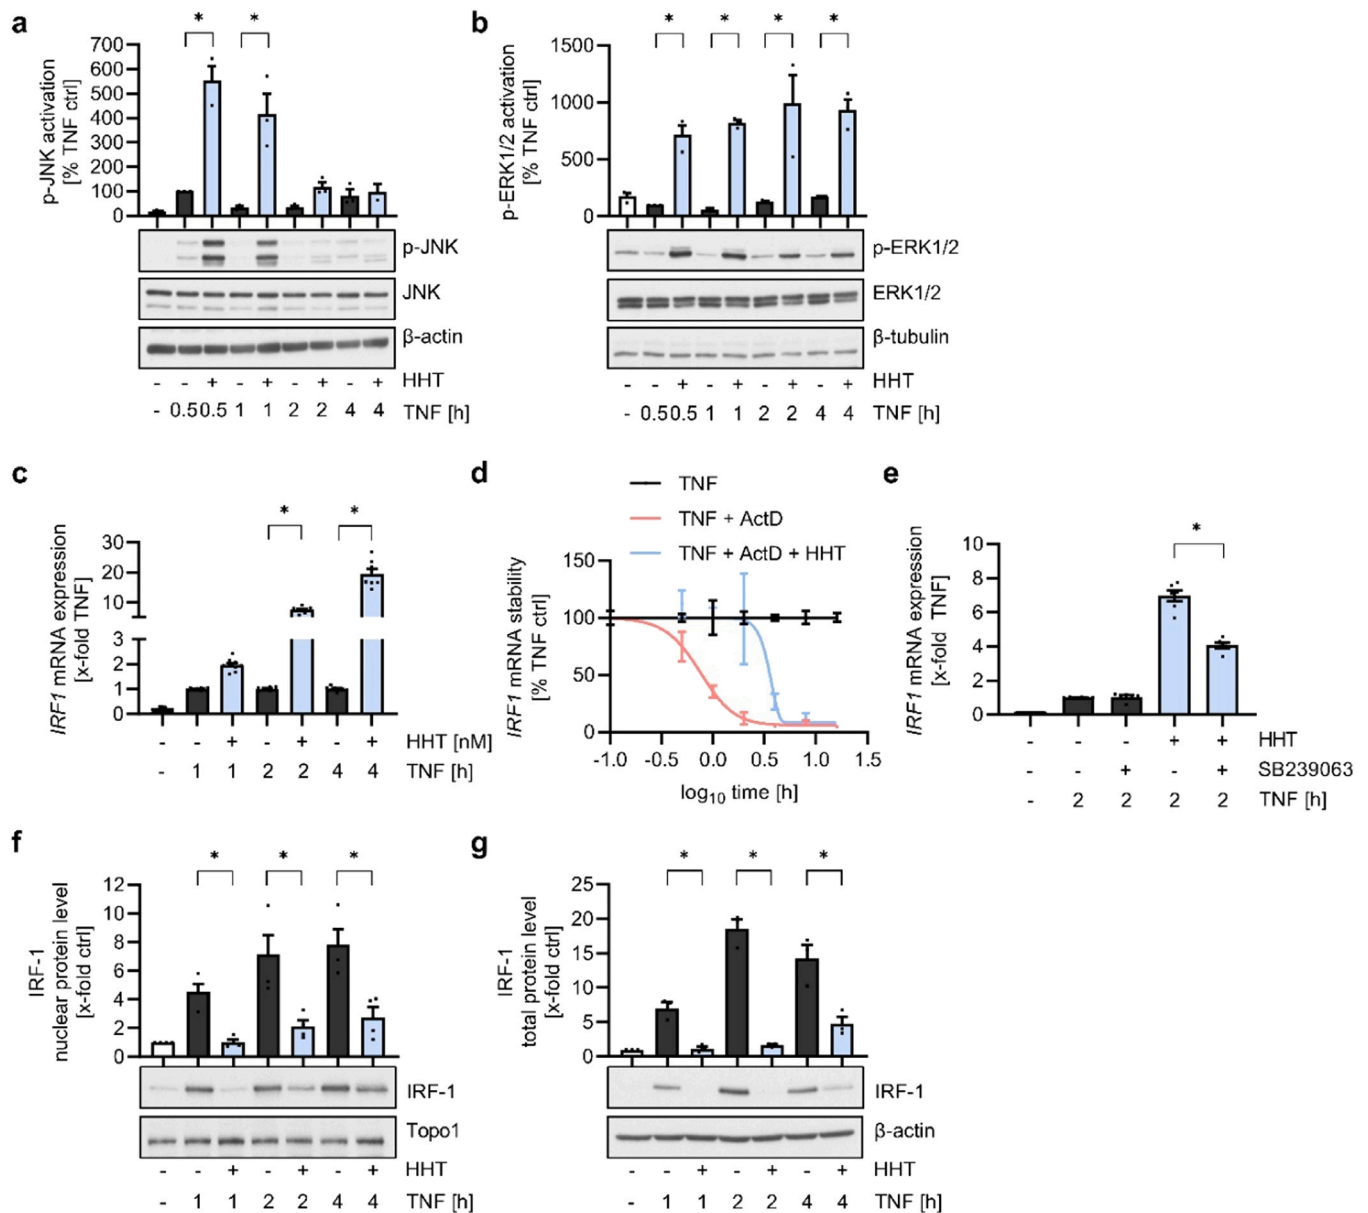 a
p-JNK activation
[% TNF ctrl]
700
600
500
400
300
200
100
0
* *
p-JNK
JNK
β-actin
- - + - + - + - + HHT
- 0.5 0.5 1 1 2 2 4 4 TNF [h]
b
p-ERK1/2 activation
[% TNF ctrl]
1500
1000
500
0
* * * *
p-ERK1/2
ERK1/2
β-tubulin
- - + - + - + - + HHT
- 0.5 0.5 1 1 2 2 4 4 TNF [h]
c
IRF1 mRNA expression
[x-fold TNF]
30
20
10
3
2
1
0
* *
- - + - + - + HHT [nM]
- 1 1 2 2 4 4 TNF [h]
d
TNF
TNF + ActD
TNF + ActD + HHT
IRF1 mRNA stability
[% TNF ctrl]
150
100
50
0
-1.0 -0.5 0.0 0.5 1.0 1.5
log10 time [h]
e
IRF1 mRNA expression
[x-fold TNF]
10
8
6
4
2
0
*
- - - + + HHT
- - + - + SB239063
- 2 2 2 2 TNF [h]
f
IRF-1
nuclear protein level
[x-fold ctrl]
12
10
8
6
4
2
0
* * *
IRF-1
Topo1
- - + - + - + HHT
- 1 1 2 2 4 4 TNF [h]
g
IRF-1
total protein level
[x-fold ctrl]
25
20
15
10
5
0
* * *
IRF-1
β-actin
- - + - + - + HHT
- 1 1 2 2 4 4 TNF [h]